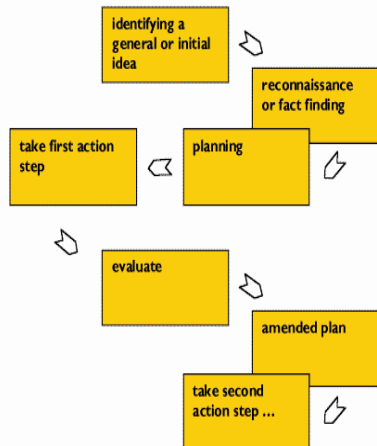 identifying a
general or initial
idea
reconnaissance
or fact finding
planning
take first action
step
evaluate
amended plan
take second
action step ...